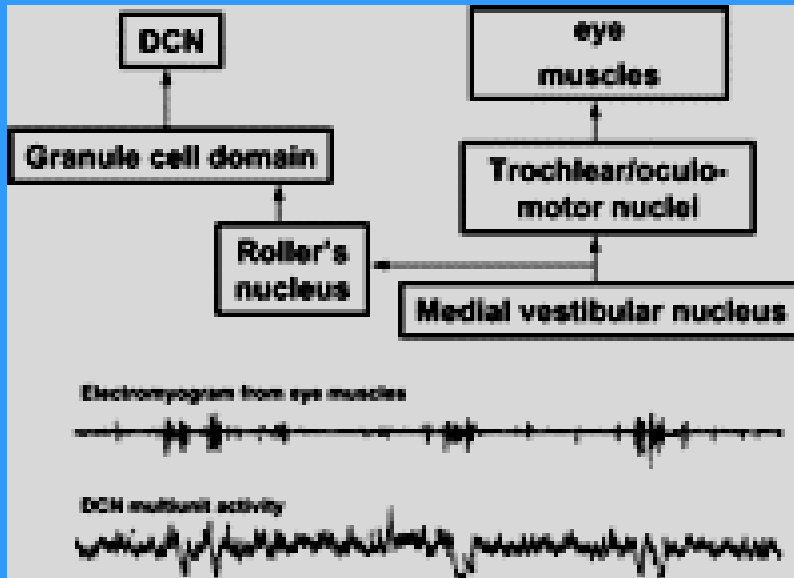 DCN
eye
muscles
Granule cell domain
Trochlear/oculo-
motor nuclei
Roller's
nucleus
Medial vestibular nucleus
Electromyogram from eye muscles
DCN multiunit activity